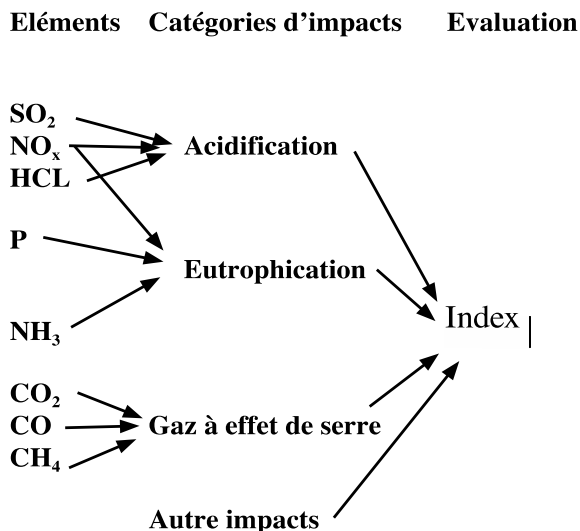 Eléments Catégories d'impacts Evaluation
SO₂
NOₓ Acidification
HCL
P
Eutrophication
Index
NH₃
CO₂
CO Gaz à effet de serre
CH₄
Autre impacts